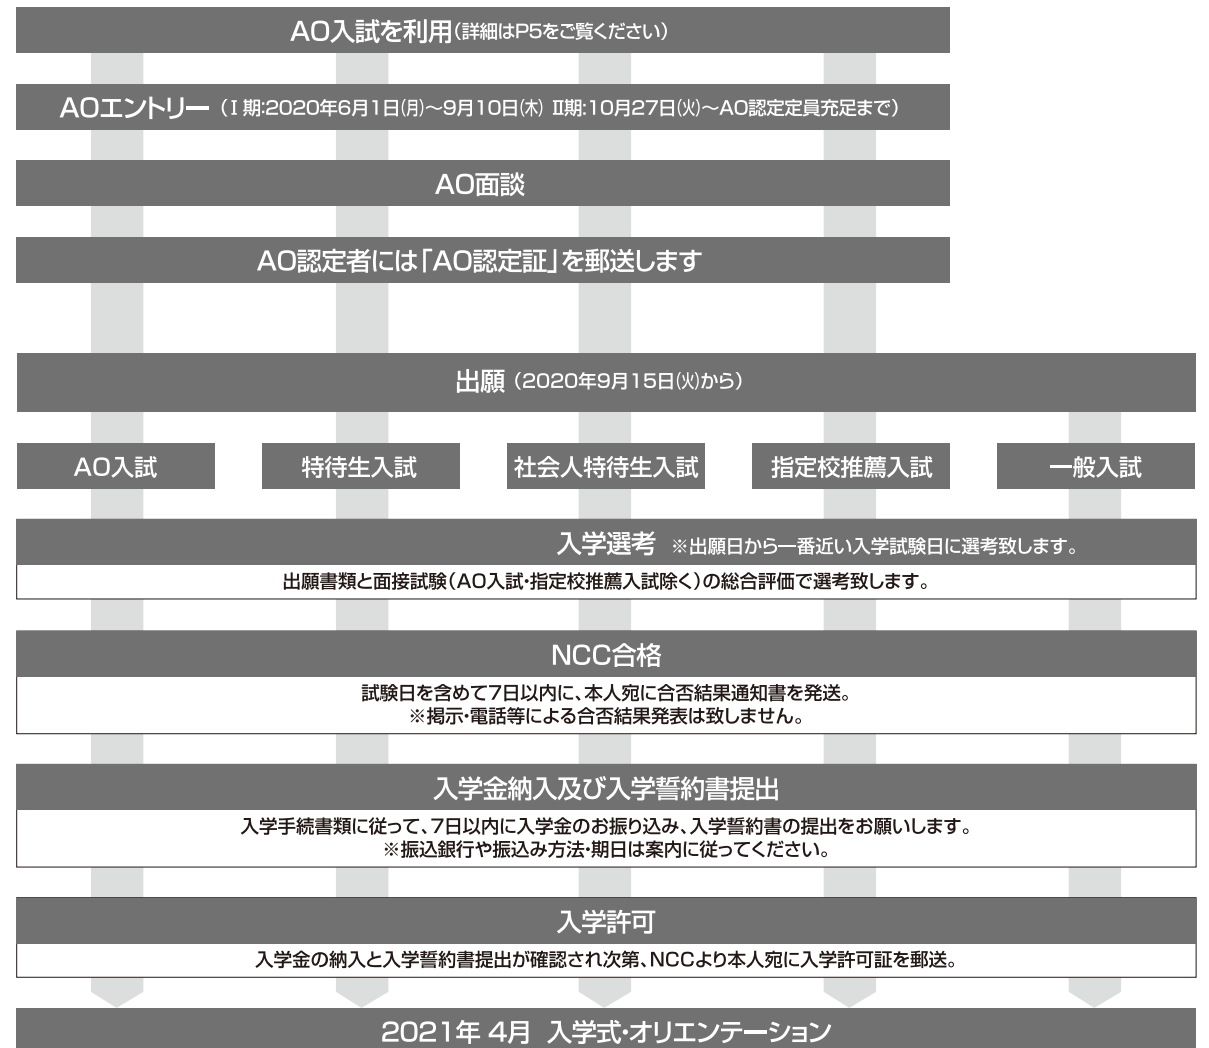 AO入試を利用(詳細はP5をご覧ください)
AOエントリー (Ⅰ期:2020年6月1日㈪〜9月10日㈭ Ⅱ期:10月27日㈫〜AO認定定員充足まで)
AO面談
AO認定者には「AO認定証」を郵送します
出願 (2020年9月15日㈫から)
AO入試 特待生入試 社会人特待生入試 指定校推薦入試 一般入試
入学選考 ※出願日から一番近い入学試験日に選考致します。
出願書類と面接試験(AO入試・指定校推薦入試除く)の総合評価で選考致します。
NCC合格
試験日を含めて7日以内に、本人宛に合否結果通知書を発送。
※掲示・電話等による合否結果発表は致しません。
入学金納入及び入学誓約書提出
入学手続書類に従って、7日以内に入学金のお振り込み、入学誓約書の提出をお願いします。
※振込銀行や振込み方法・期日は案内に従ってください。
入学許可
入学金の納入と入学誓約書提出が確認され次第、NCCより本人宛に入学許可証を郵送。
2021年 4月 入学式・オリエンテーション